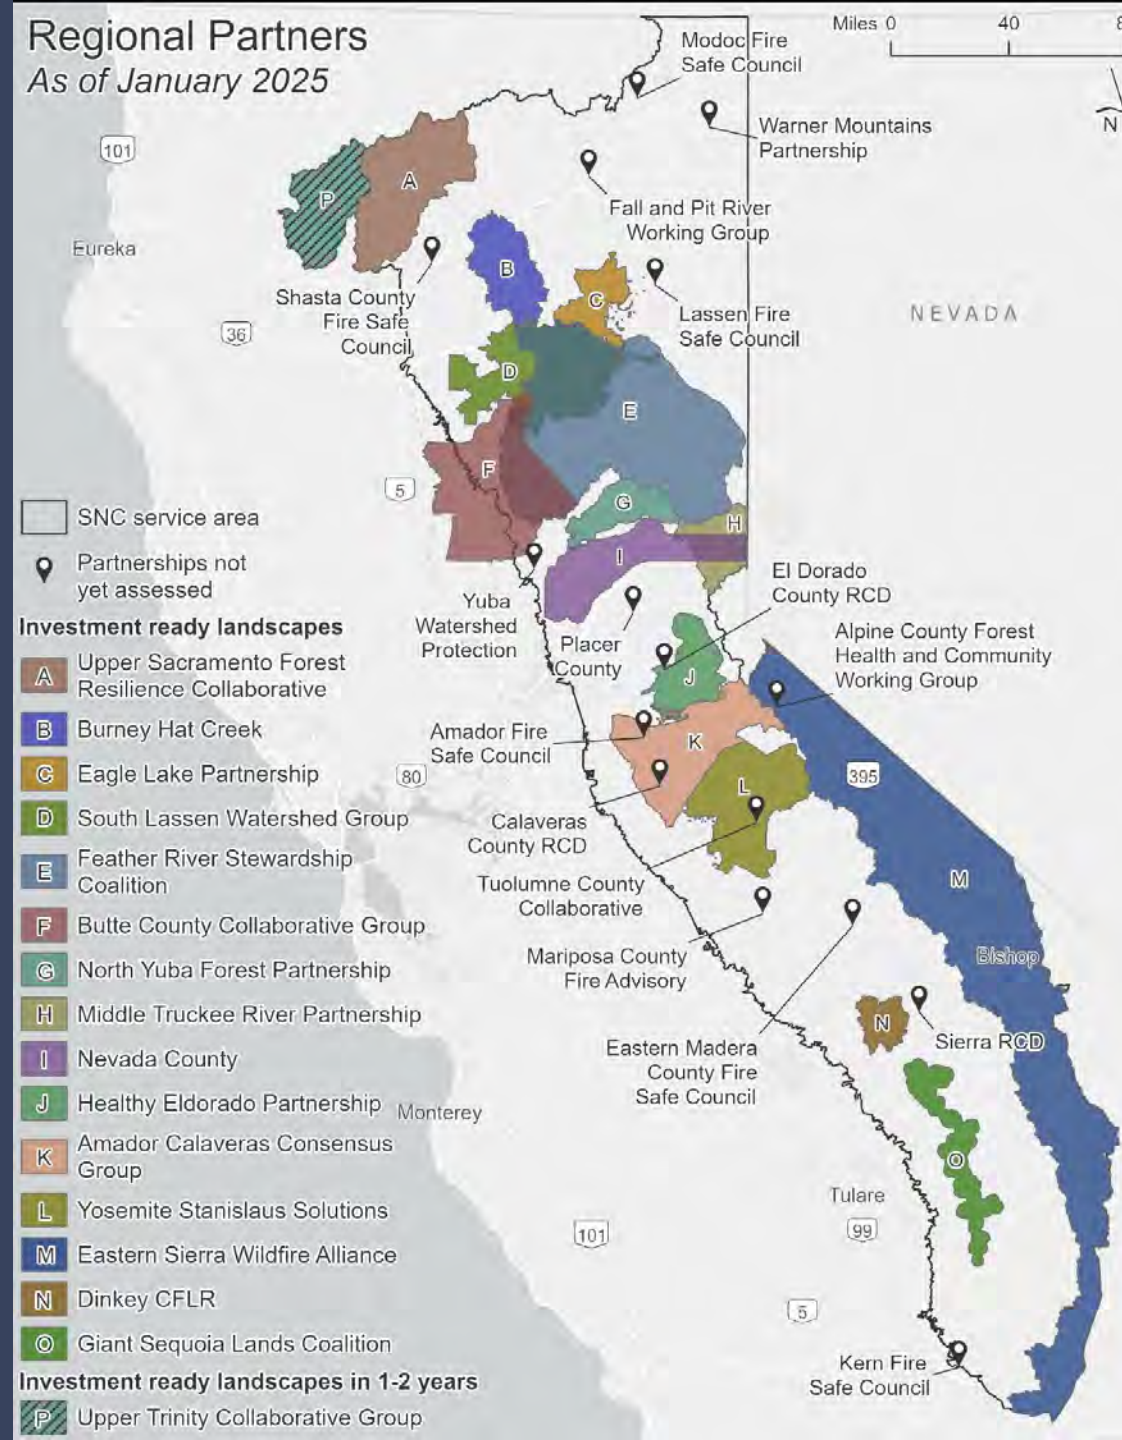 Regional Partners
As of January 2025
Miles 0 40 8
N
Modoc Fire
Safe Council
Warner Mountains
Partnership
101
Fall and Pit River
Working Group
P
A
Eureka
B
Shasta County
Fire Safe
Council
C
Lassen Fire
Safe Council
NEVADA
36
D
E
F
5
G
H
I
El Dorado
County RCD
Yuba
Watershed
Protection
Placer
County
Alpine County Forest
Health and Community
Working Group
J
Amador Fire
Safe Council
K
80
L
395
Calaveras
County RCD
Tuolumne County
Collaborative
M
Mariposa County
Fire Advisory
Bishop
N
Sierra RCD
Eastern Madera
County Fire
Safe Council
Monterey
O
Tulare
99
101
5
Kern Fire
Safe Council
SNC service area
Partnerships not
yet assessed
Investment ready landscapes
A Upper Sacramento Forest
Resilience Collaborative
B Burney Hat Creek
C Eagle Lake Partnership
D South Lassen Watershed Group
E Feather River Stewardship
Coalition
F Butte County Collaborative Group
G North Yuba Forest Partnership
H Middle Truckee River Partnership
I Nevada County
J Healthy Eldorado Partnership
K Amador Calaveras Consensus
Group
L Yosemite Stanislaus Solutions
M Eastern Sierra Wildfire Alliance
N Dinkey CFLR
O Giant Sequoia Lands Coalition
Investment ready landscapes in 1-2 years
P Upper Trinity Collaborative Group